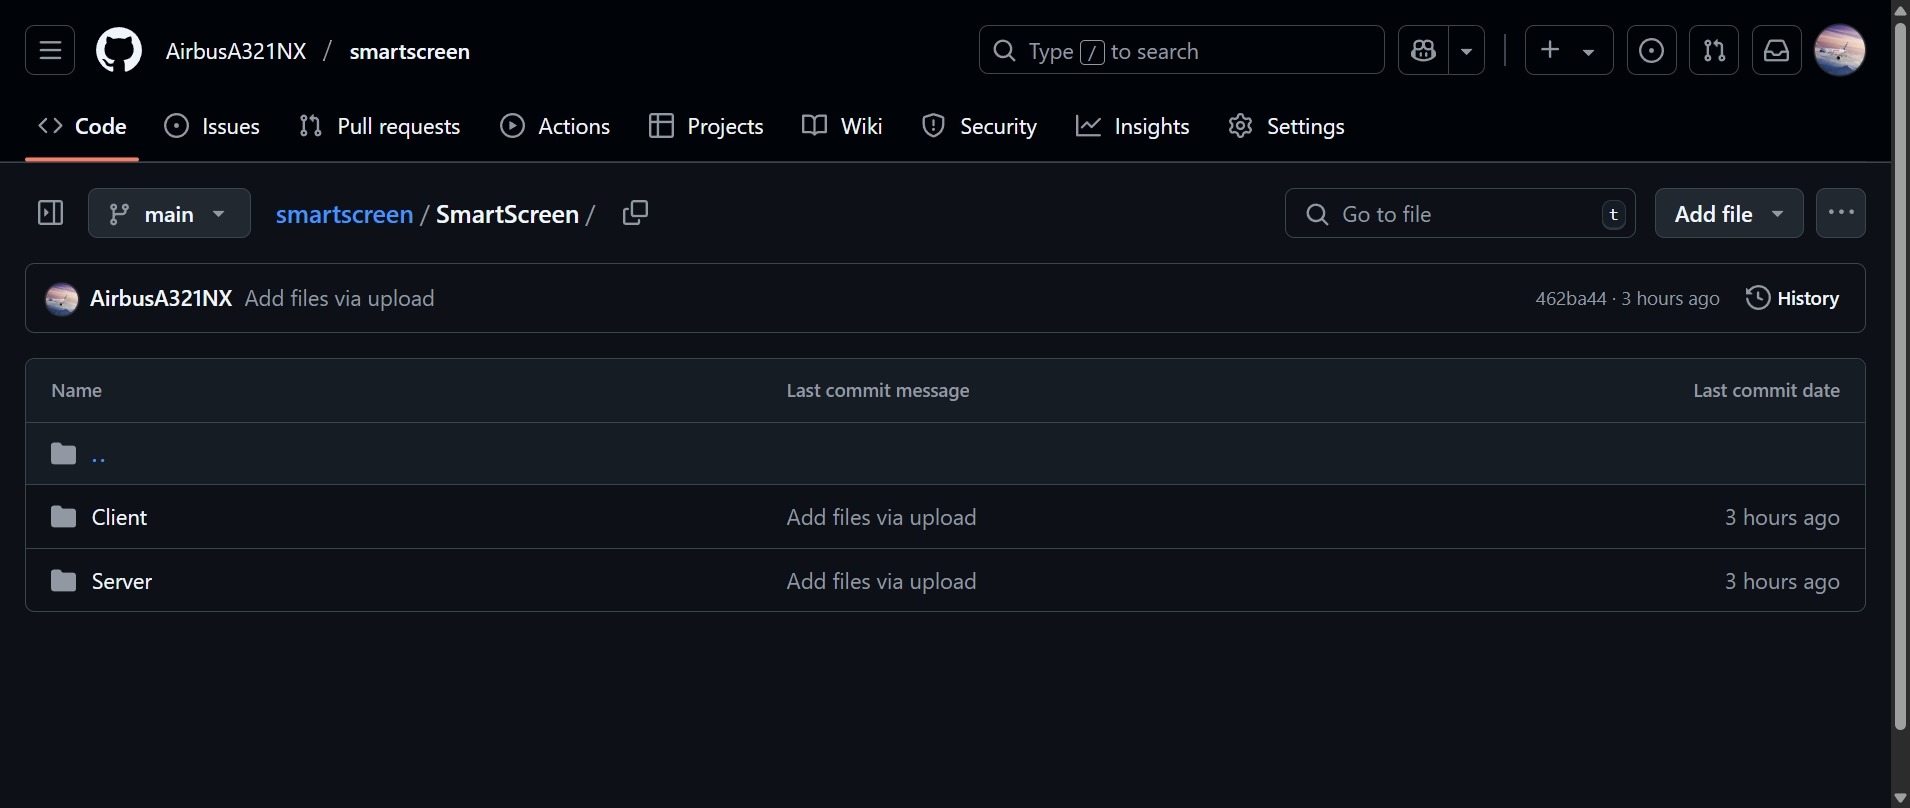 AirbusA321NX / smartscreen
Type / to search
Code Issues Pull requests Actions Projects Wiki Security Insights Settings
main smartscreen / SmartScreen /
Go to file t Add file ...
AirbusA321NX Add files via upload 462ba44 · 3 hours ago History
Name Last commit message Last commit date
..
Client Add files via upload 3 hours ago
Server Add files via upload 3 hours ago